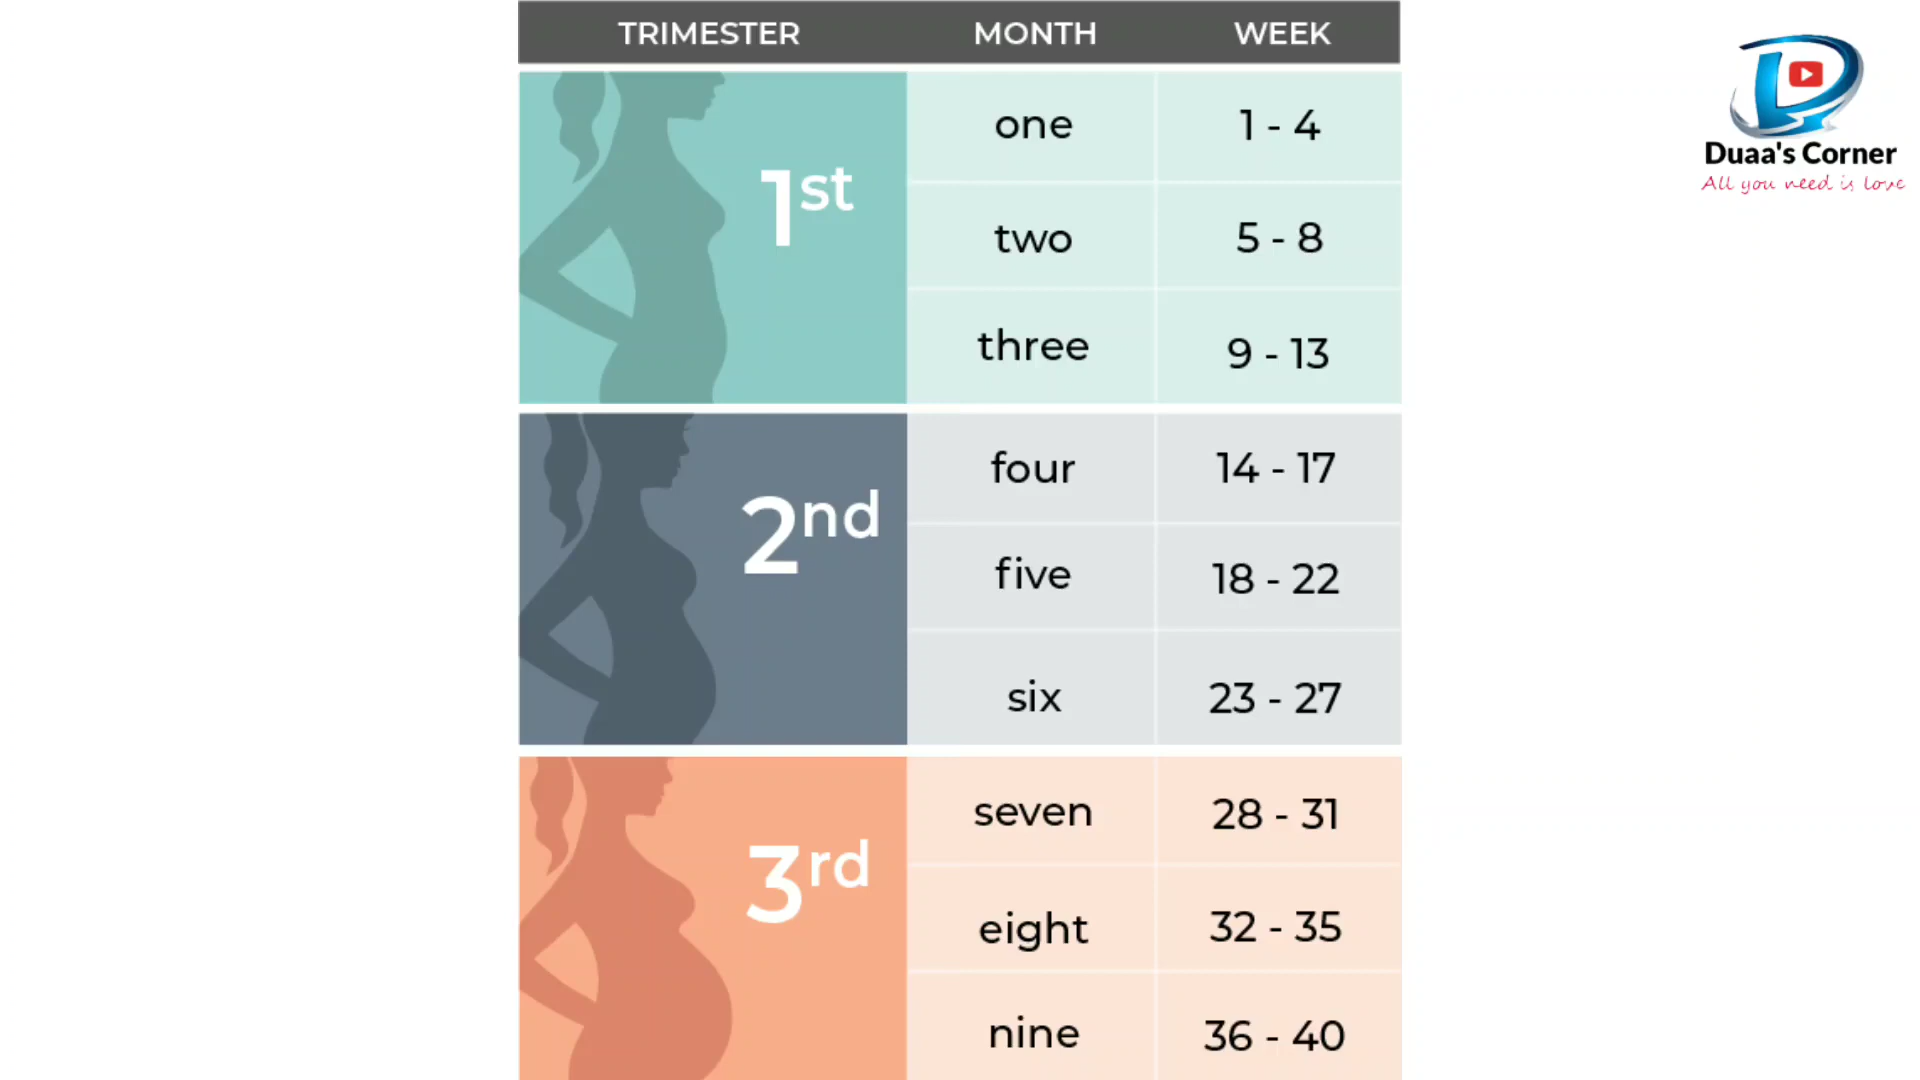 TRIMESTER MONTH WEEK
1st
one 1 - 4
two 5 - 8
three 9 - 13
2nd
four 14 - 17
five 18 - 22
six 23 - 27
3rd
seven 28 - 31
eight 32 - 35
nine 36 - 40
Duaa's Corner
All you need is love